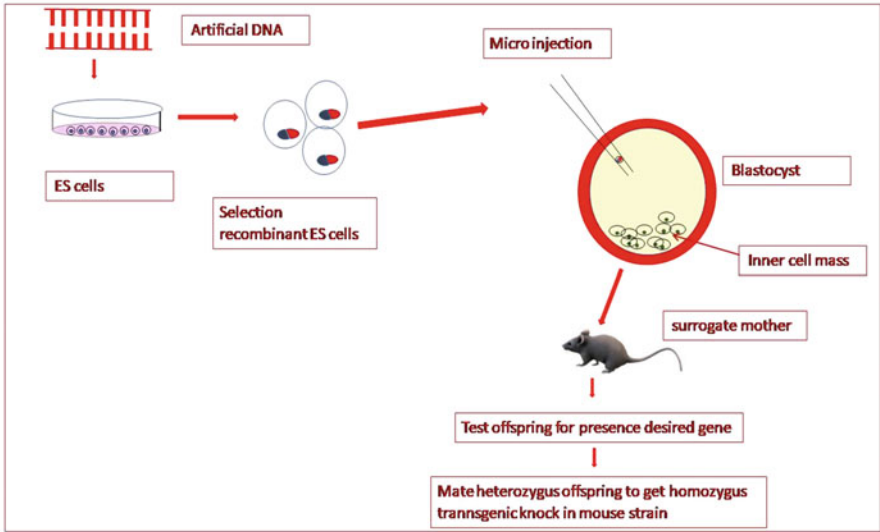 Artificial DNA
Micro injection
ES cells
Selection
recombinant ES cells
Blastocyst
Inner cell mass
surrogate mother
Test offspring for presence desired gene
Mate heterozygus offspring to get homozygus
trannsgenic knock in mouse strain